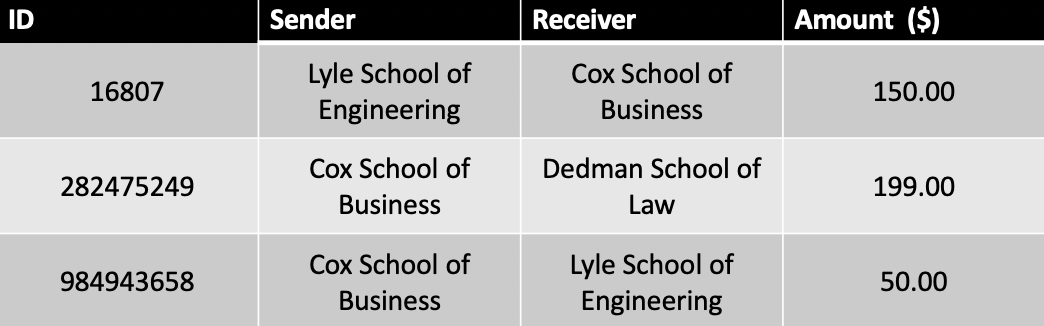 ID Sender Receiver Amount ($)
16807 Lyle School of Engineering Cox School of Business 150.00
282475249 Cox School of Business Dedman School of Law 199.00
984943658 Cox School of Business Lyle School of Engineering 50.00